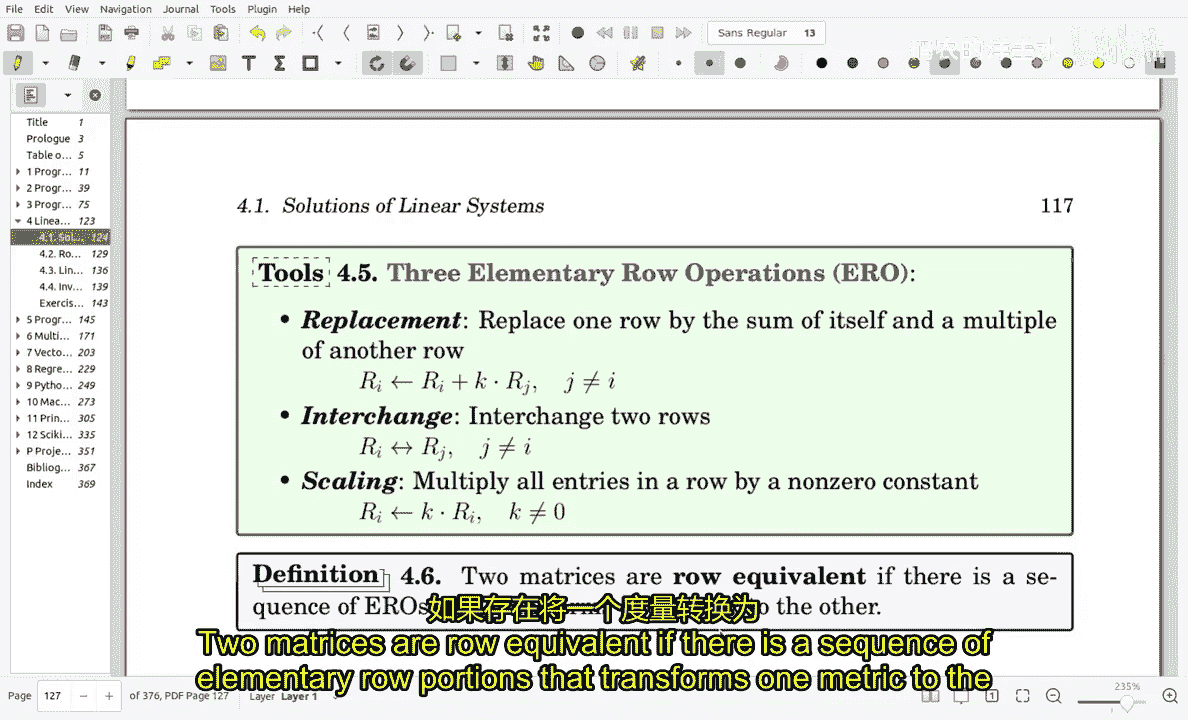 File Edit View Navigation Journal Tools Plugin Help
Sans Regular 13
Title 1
Prologue 3
Table o... 5
1 Progr... 11
2 Progr... 39
3 Progr... 75
4 Linea... 123
4.1. Sol... 124
4.2. Ro... 129
4.3. Lin... 136
4.4. Inv... 139
Exercis... 143
5 Progr... 145
6 Multi... 171
7 Vecto... 203
8 Regre... 229
9 Pytho... 249
10 Mac... 273
11 Prin... 305
12 Sciki... 335
P Proje... 351
Bibliog... 367
Index 369
4.1. Solutions of Linear Systems 117
Tools 4.5. Three Elementary Row Operations (ERO):
• Replacement: Replace one row by the sum of itself and a multiple
of another row
R_i ← R_i + k · R_j, j ≠ i
• Interchange: Interchange two rows
R_i ↔ R_j, j ≠ i
• Scaling: Multiply all entries in a row by a nonzero constant
R_i ← k · R_i, k ≠ 0
Definition 4.6. Two matrices are row equivalent if there is a se-
quence of EROs to the other.
如果存在将一个度量转换为
Two matrices are row equivalent if there is a sequence of
elementary row portions that transforms one metric to the
Page 127 of 376, PDF Page 127 Layer Layer 1 235%